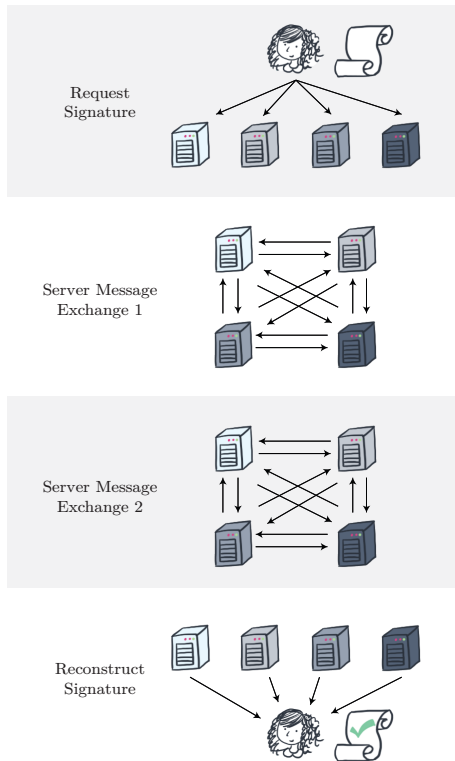 Request
Signature
Server Message
Exchange 1
Server Message
Exchange 2
Reconstruct
Signature